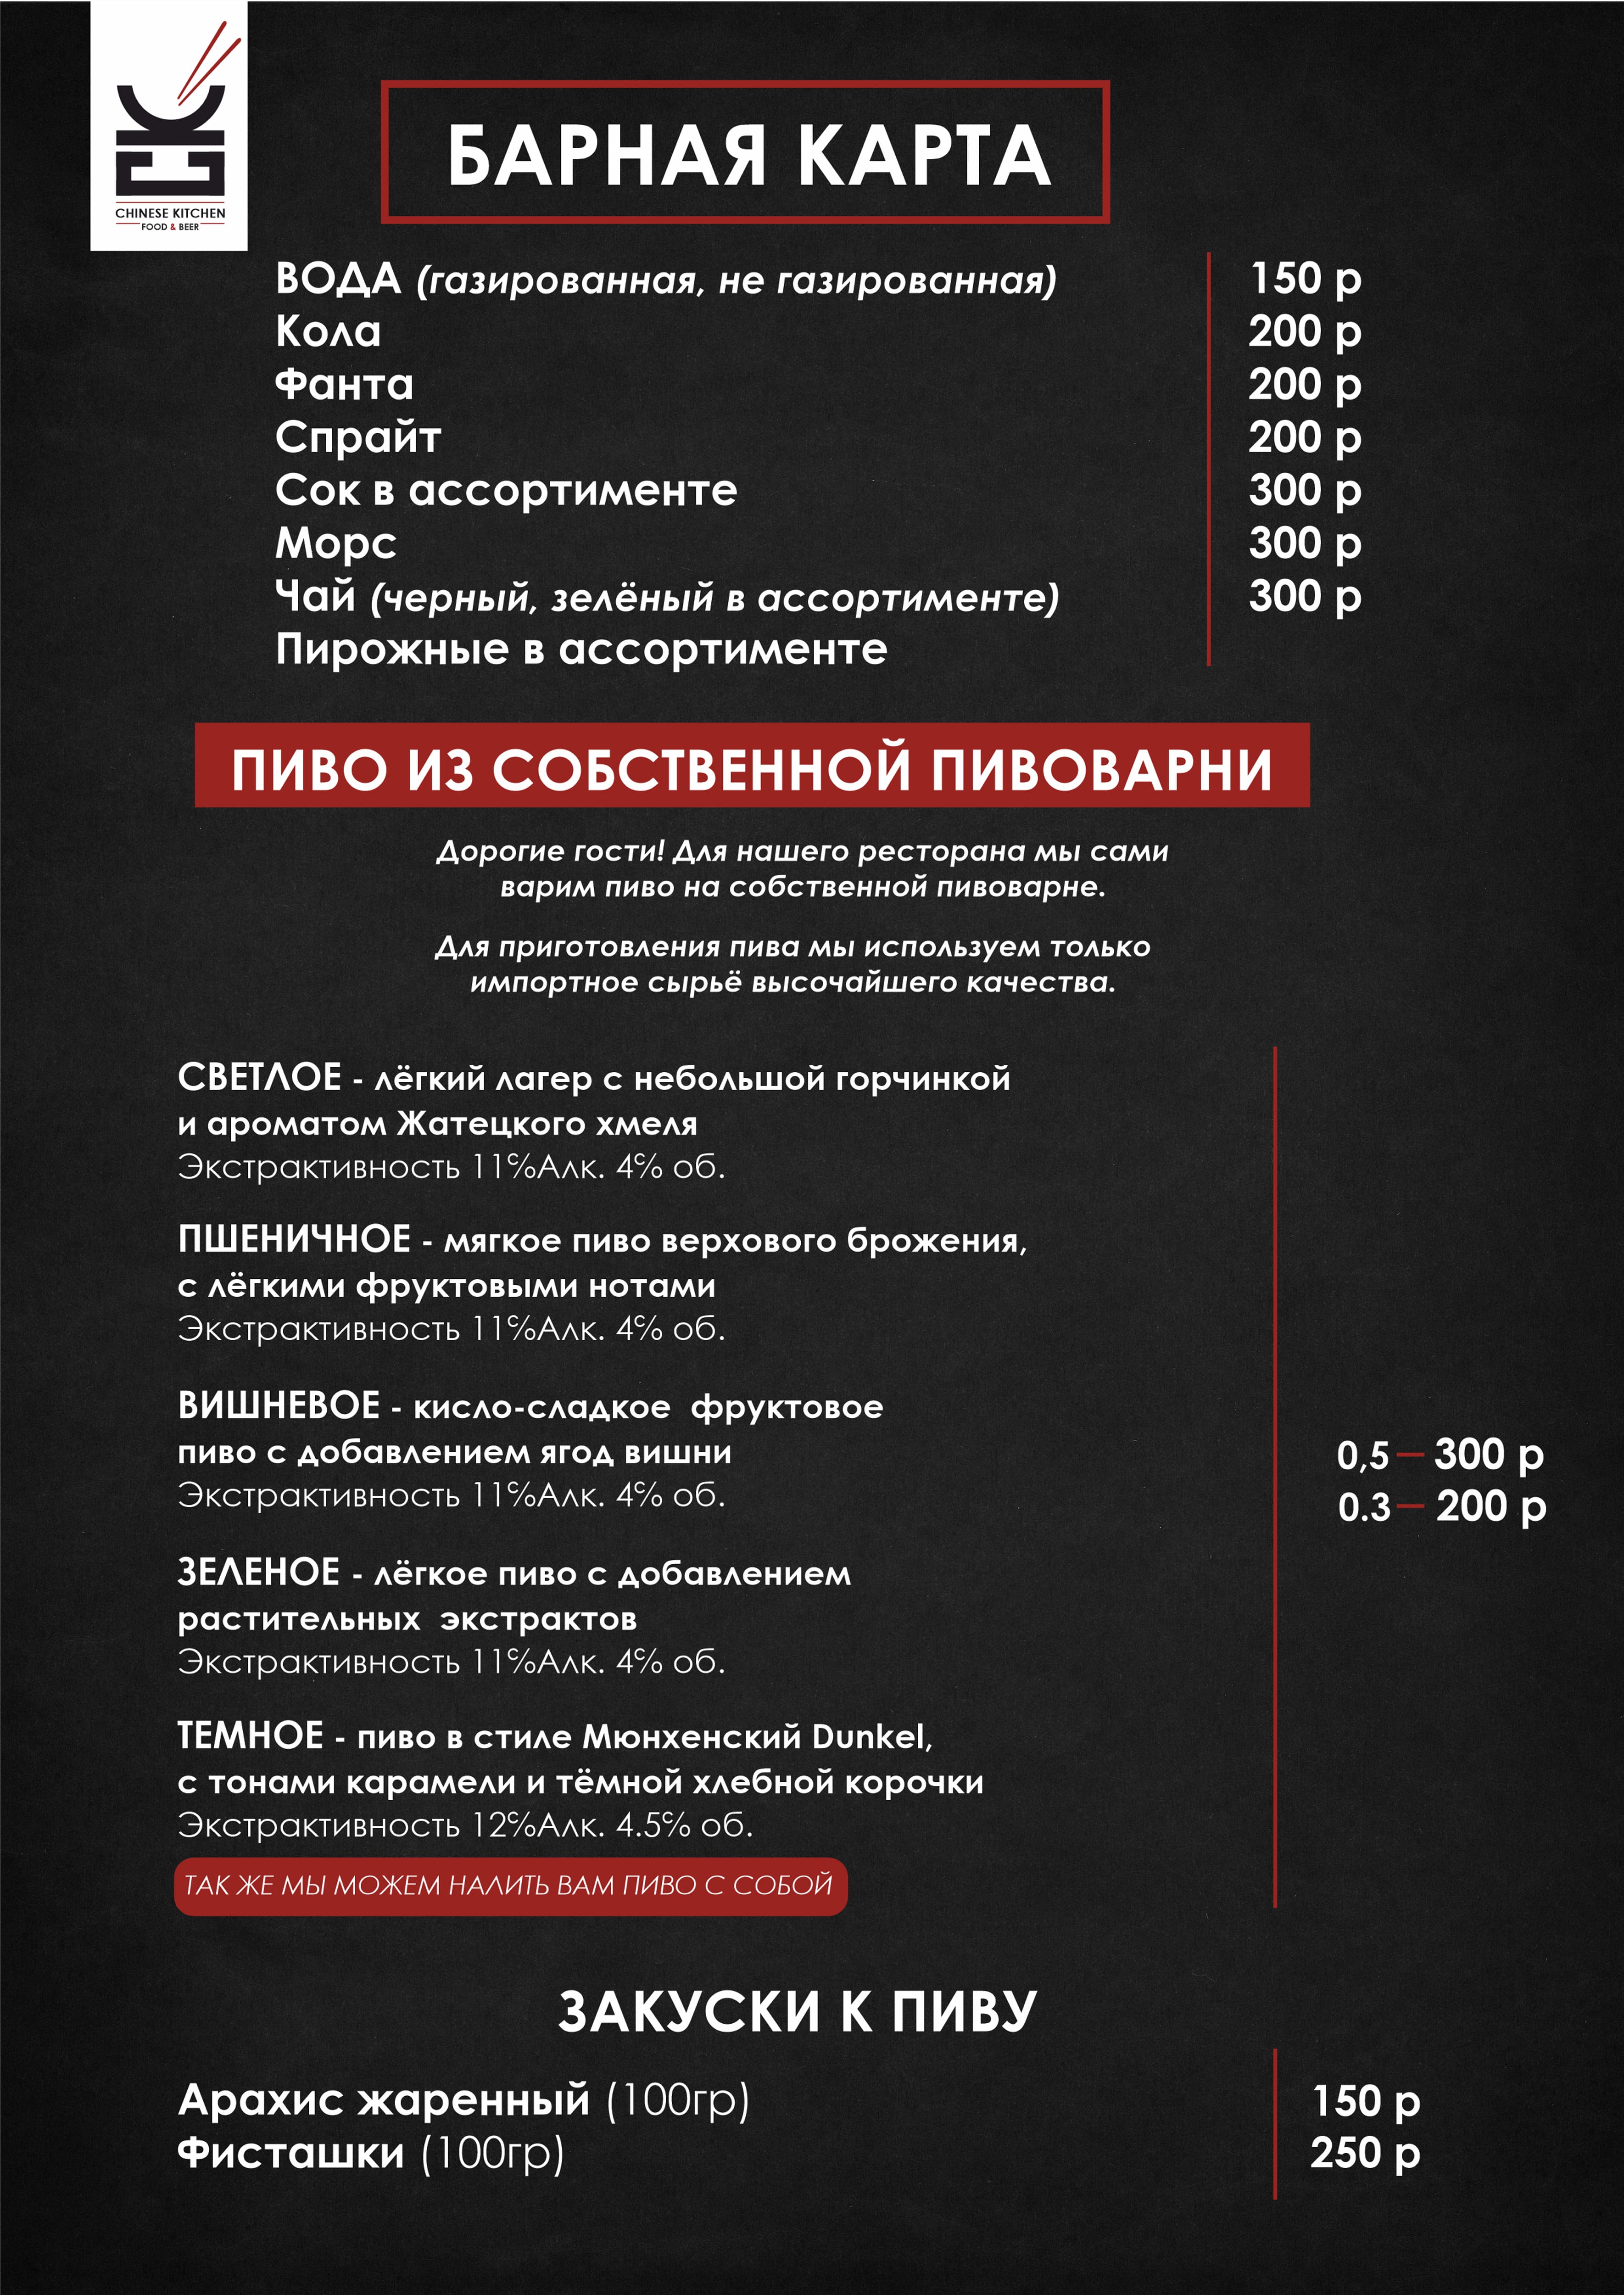 CHINESE KITCHEN
FOOD & BEER
БАРНАЯ КАРТА
ВОДА (газированная, не газированная) 150 р
Кола 200 р
Фанта 200 р
Спрайт 200 р
Сок в ассортименте 300 р
Морс 300 р
Чай (черный, зелёный в ассортименте) 300 р
Пирожные в ассортименте
ПИВО ИЗ СОБСТВЕННОЙ ПИВОВАРНИ
Дорогие гости! Для нашего ресторана мы сами
варим пиво на собственной пивоварне.
Для приготовления пива мы используем только
импортное сырьё высочайшего качества.
СВЕТЛОЕ - лёгкий лагер с небольшой горчинкой
и ароматом Жатецкого хмеля
Экстрактивность 11%Алк. 4% об.
ПШЕНИЧНОЕ - мягкое пиво верхового брожения,
с лёгкими фруктовыми нотами
Экстрактивность 11%Алк. 4% об.
ВИШНЕВОЕ - кисло-сладкое  фруктовое
пиво с добавлением ягод вишни
Экстрактивность 11%Алк. 4% об.
0,5 — 300 р
0.3 — 200 р
ЗЕЛЕНОЕ - лёгкое пиво с добавлением
растительных  экстрактов
Экстрактивность 11%Алк. 4% об.
ТЕМНОЕ - пиво в стиле Мюнхенский Dunkel,
с тонами карамели и тёмной хлебной корочки
Экстрактивность 12%Алк. 4.5% об.
ТАК ЖЕ МЫ МОЖЕМ НАЛИТЬ ВАМ ПИВО С СОБОЙ
ЗАКУСКИ К ПИВУ
Арахис жаренный (100гр) 150 р
Фисташки (100гр) 250 р